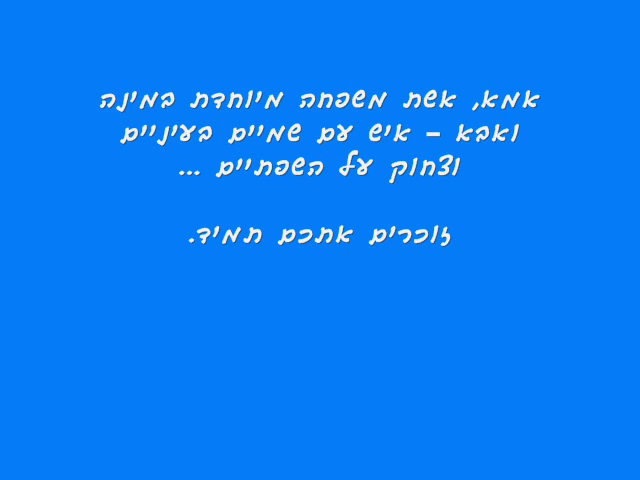 אמא, אשת משפחה מיוחדת במינה
ואבא – איש עם שמיים בעיניים
וצחוק על השפתיים ...
זוכרים אתכם תמיד.